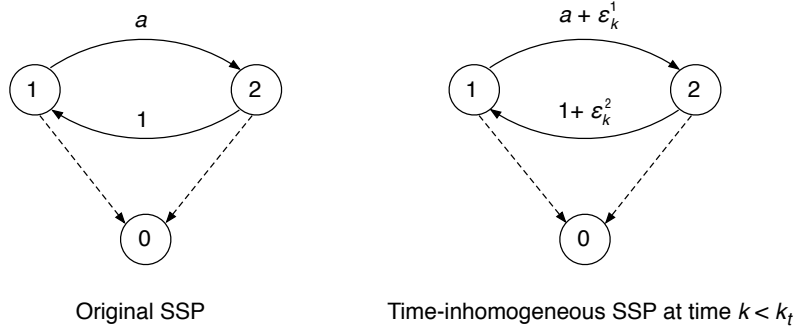 a
1
2
1
0
Original SSP
a + ε_k^1
1
2
1+ ε_k^2
0
Time-inhomogeneous SSP at time k < k_t